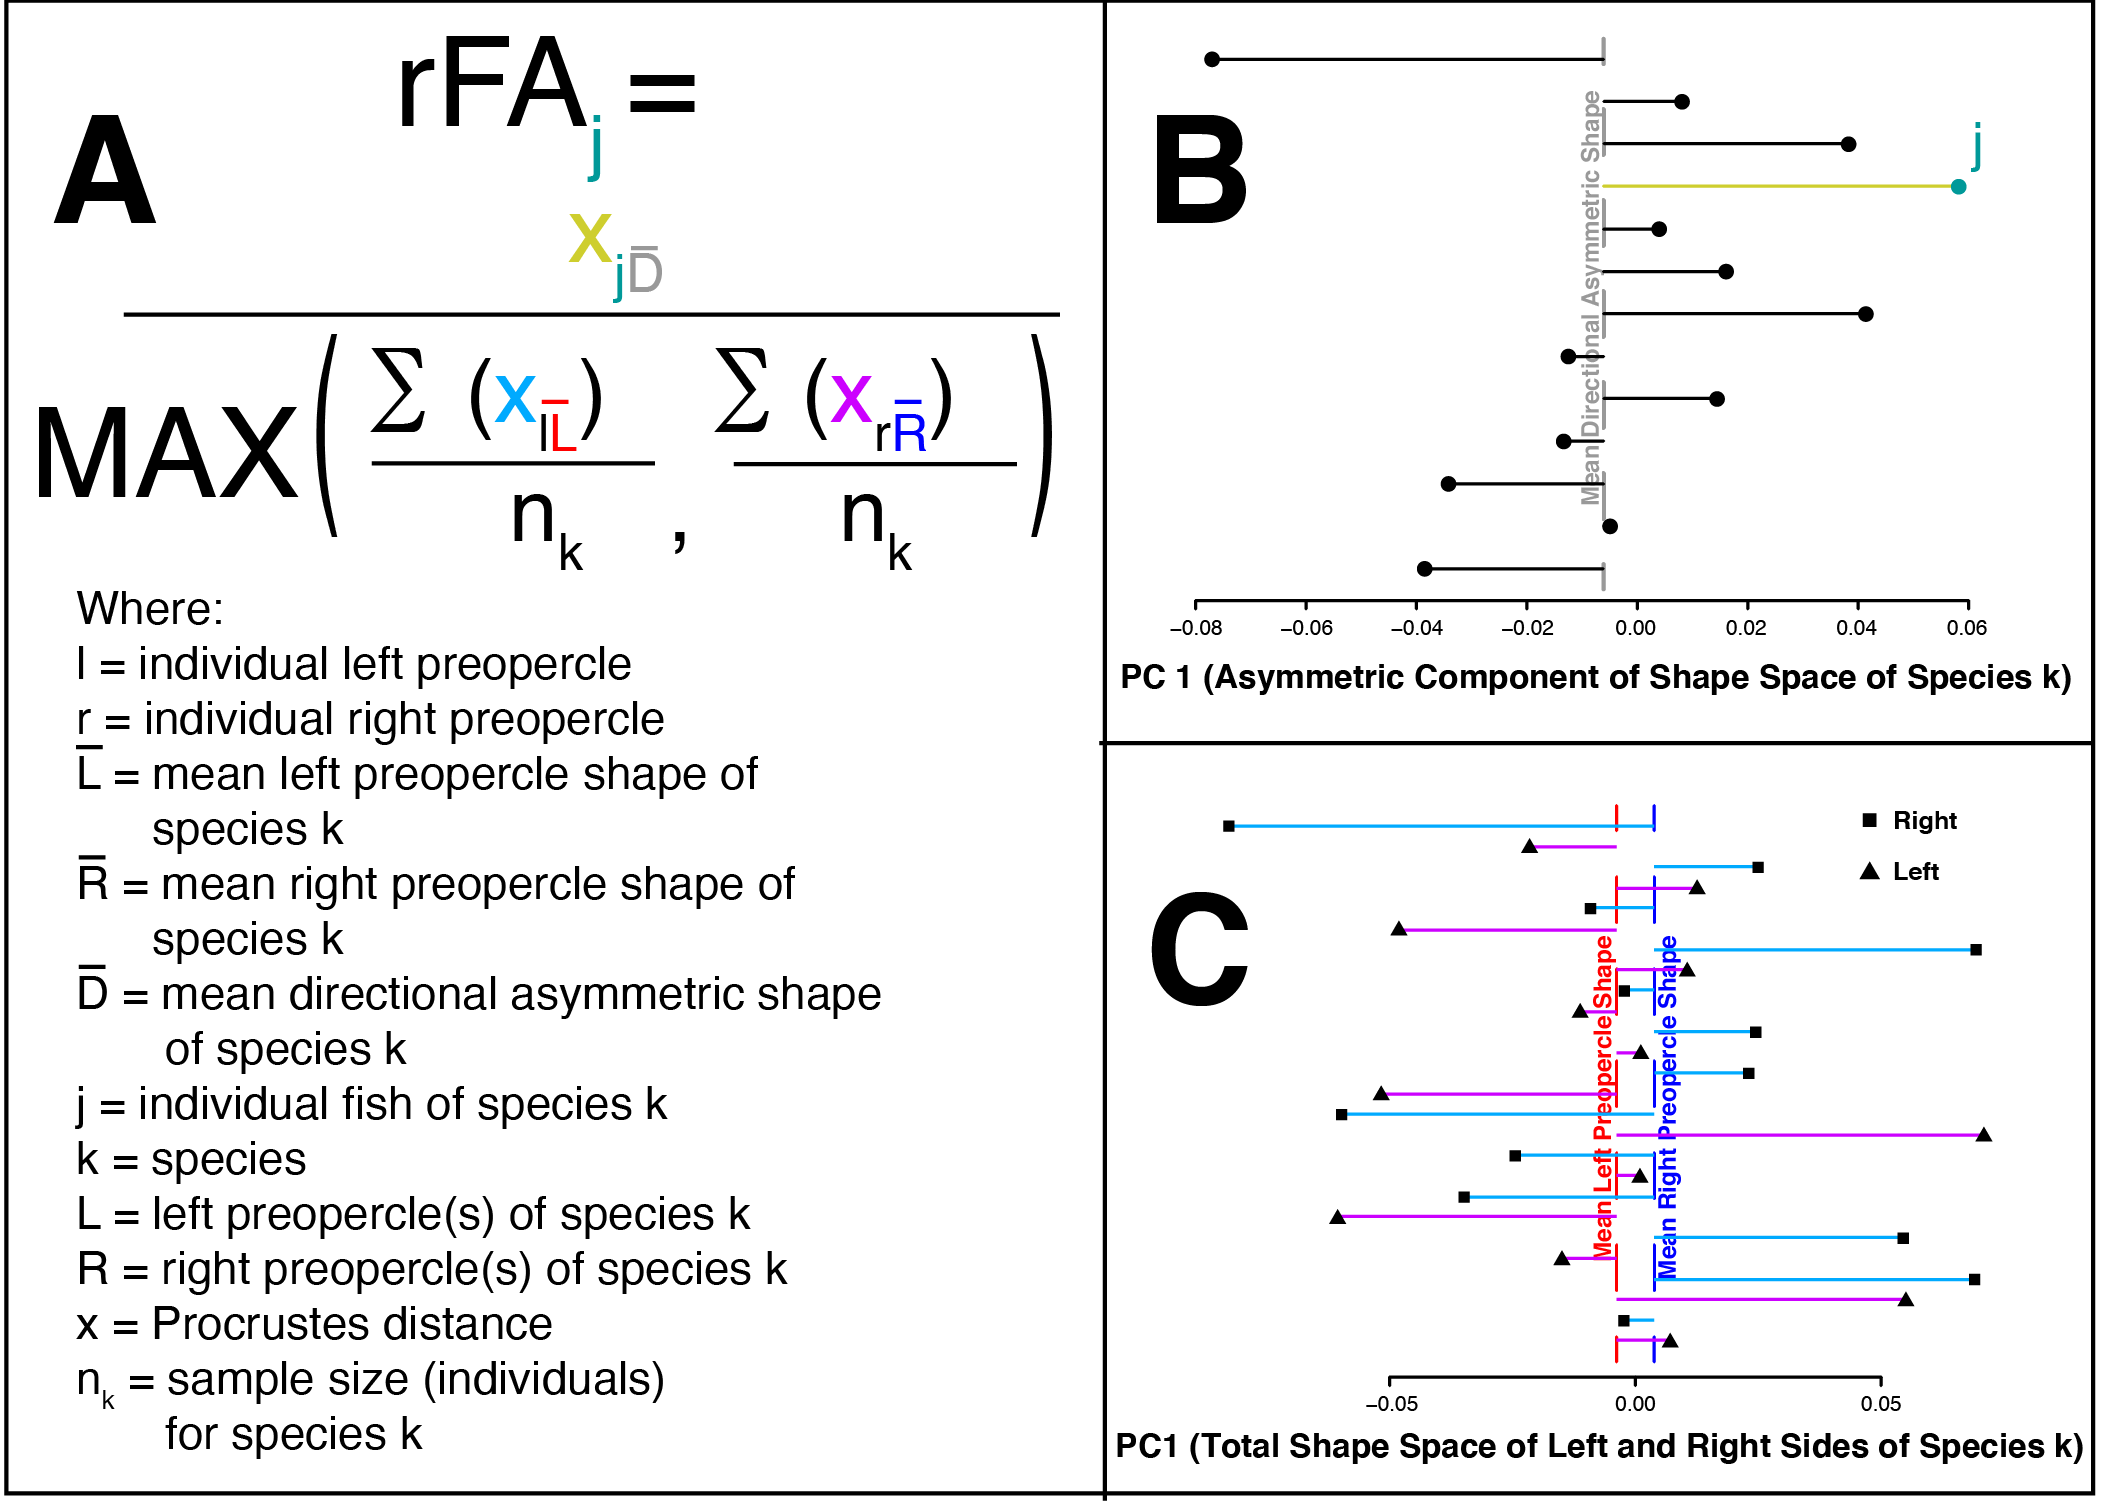 A
rFAj =
xjD̅
MAX( ∑ (xlL̅) / nk , ∑ (xrR̅) / nk )
Where:
l = individual left preopercle
r = individual right preopercle
L̅ = mean left preopercle shape of
species k
R̅ = mean right preopercle shape of
species k
D̅ = mean directional asymmetric shape
of species k
j = individual fish of species k
k = species
L = left preopercle(s) of species k
R = right preopercle(s) of species k
x = Procrustes distance
nk = sample size (individuals)
for species k
B
j
Mean Directional Asymmetric Shape
−0.08 −0.06 −0.04 −0.02 0.00 0.02 0.04 0.06
PC 1 (Asymmetric Component of Shape Space of Species k)
C
Right
Left
Mean Left Preopercle Shape
Mean Right Preopercle Shape
−0.05 0.00 0.05
PC1 (Total Shape Space of Left and Right Sides of Species k)